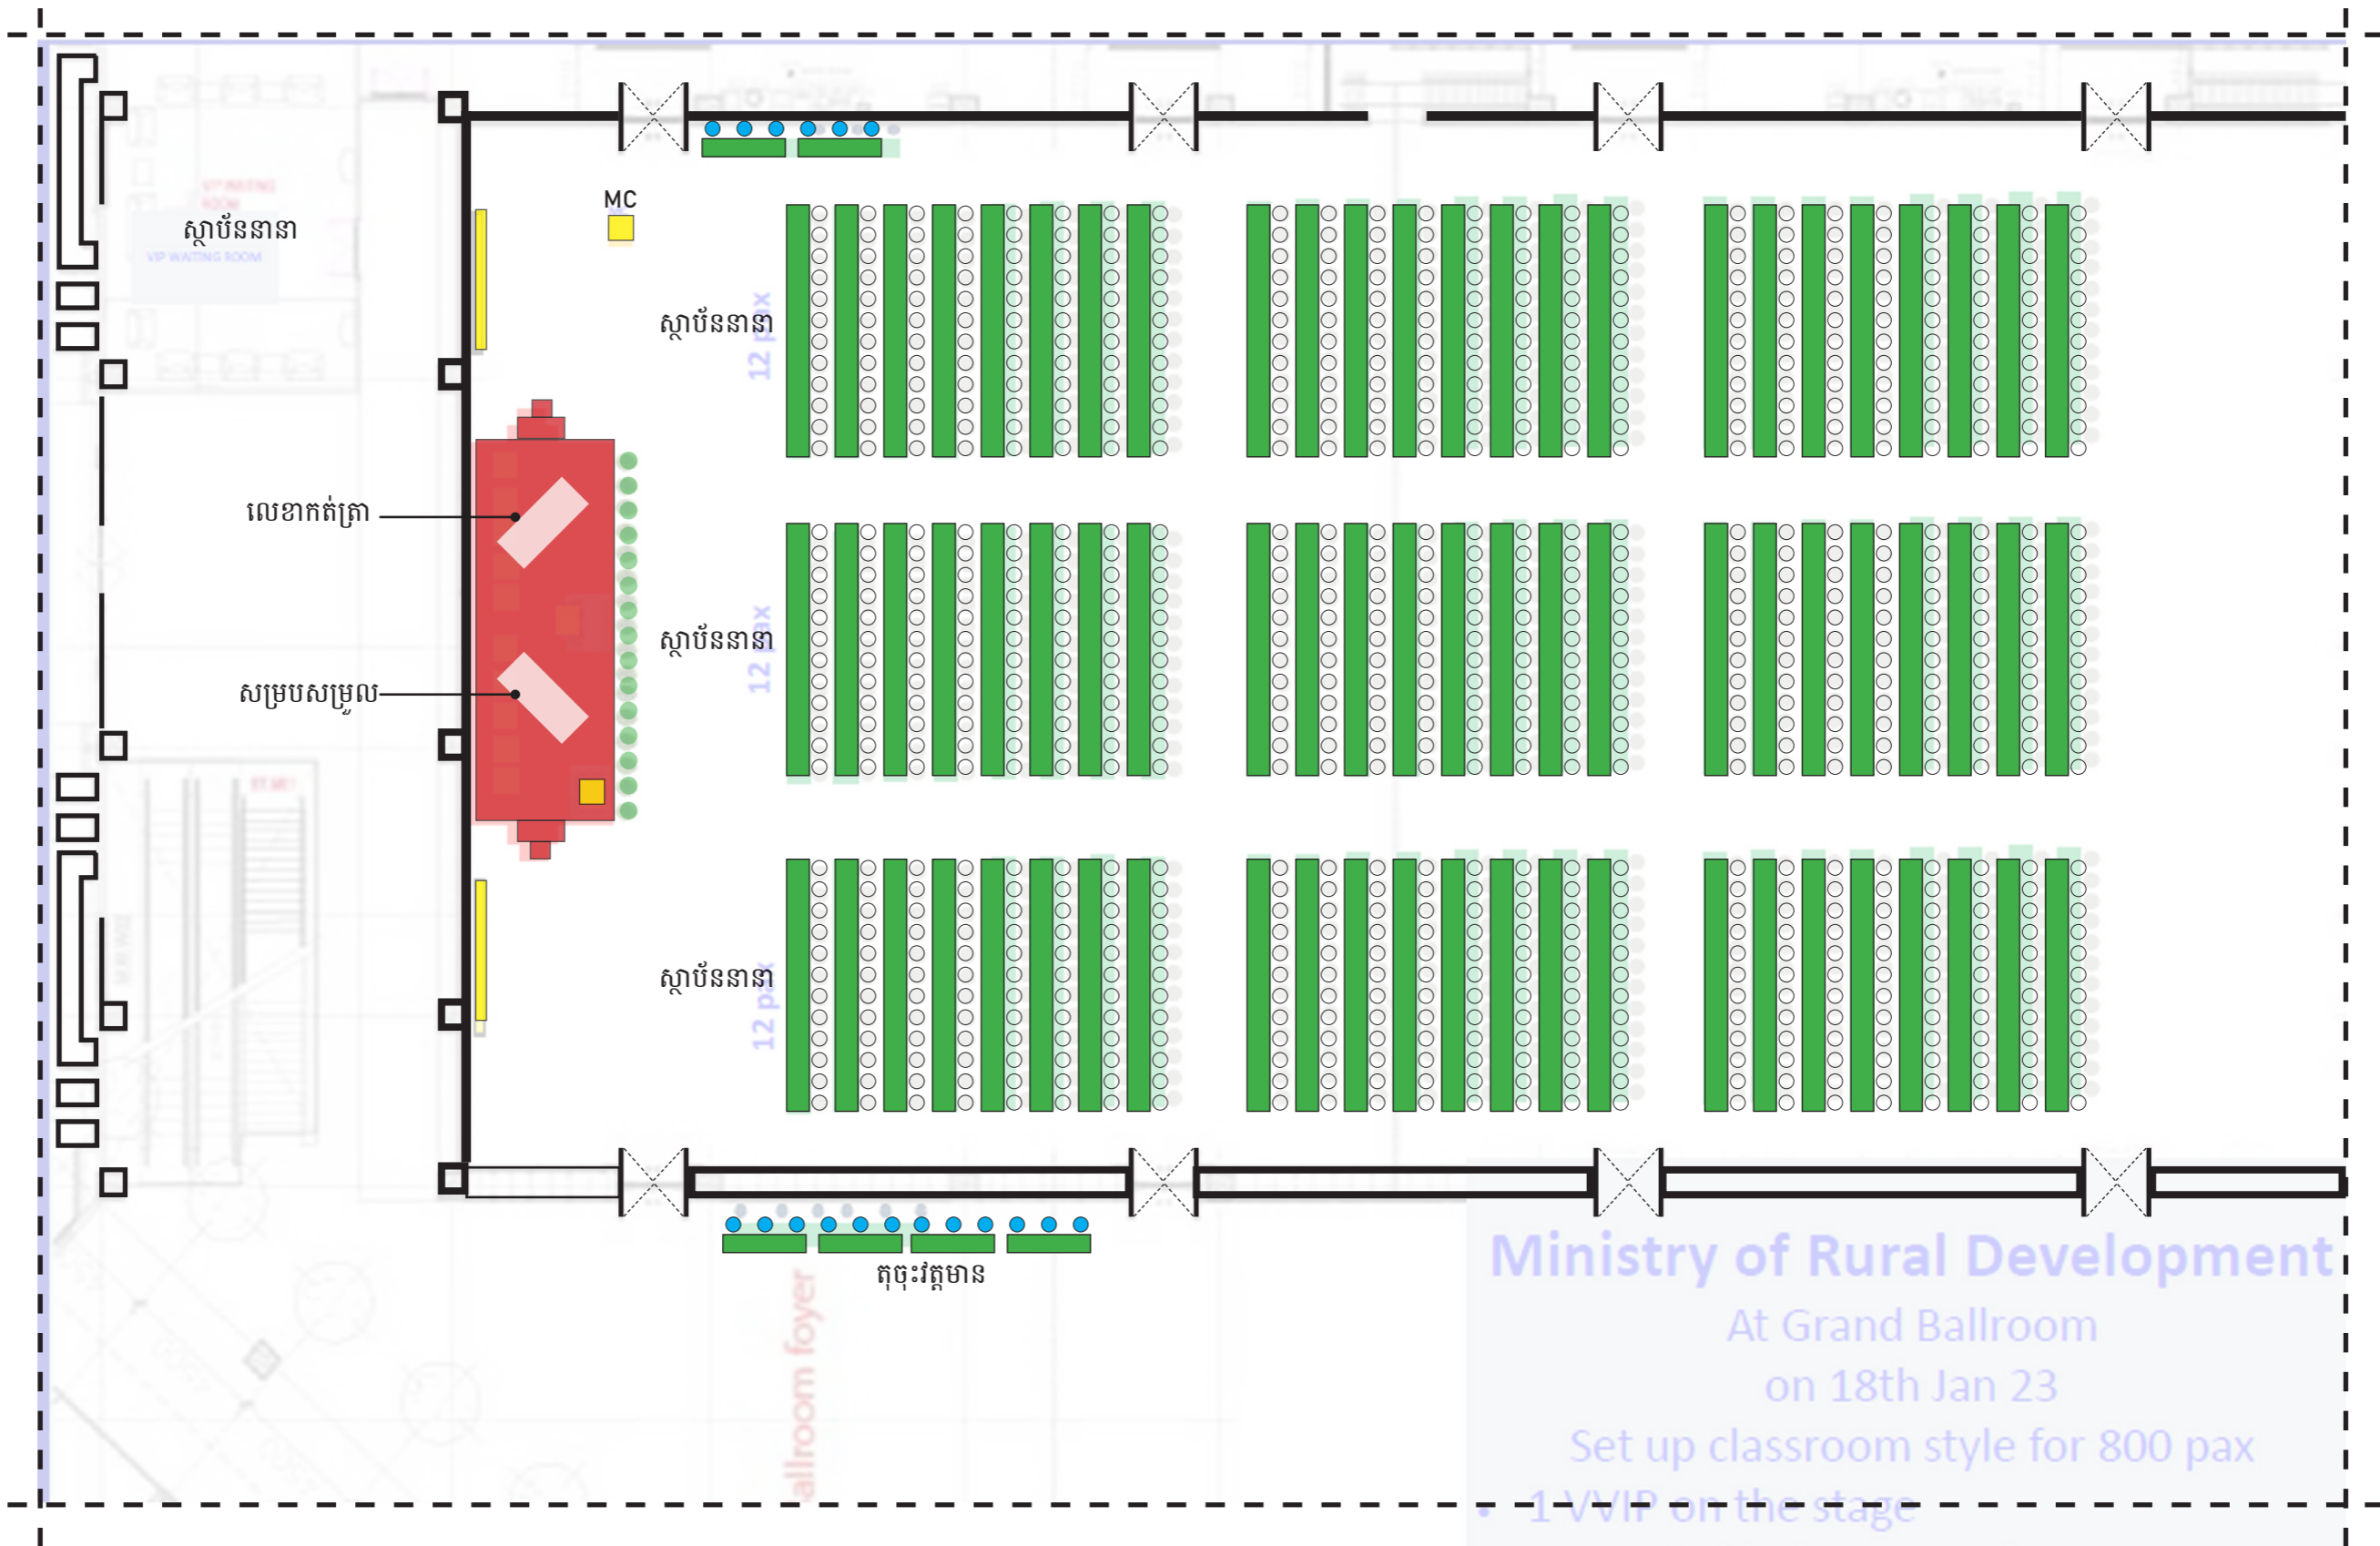 MC
VIP WAITING
ROOM
ស្ថាប័ននានា
VIP WAITING ROOM
ស្ថាប័ននានា
12 pax
លេខាកត់ត្រា
ស្ថាប័ននានា
12 pax
សម្របសម្រួល
ស្ថាប័ននានា
12 pax
តុចុះវត្តមាន
allroom foyer
Ministry of Rural Development
At Grand Ballroom
on 18th Jan 23
Set up classroom style for 800 pax
• 1 VVIP on the stage